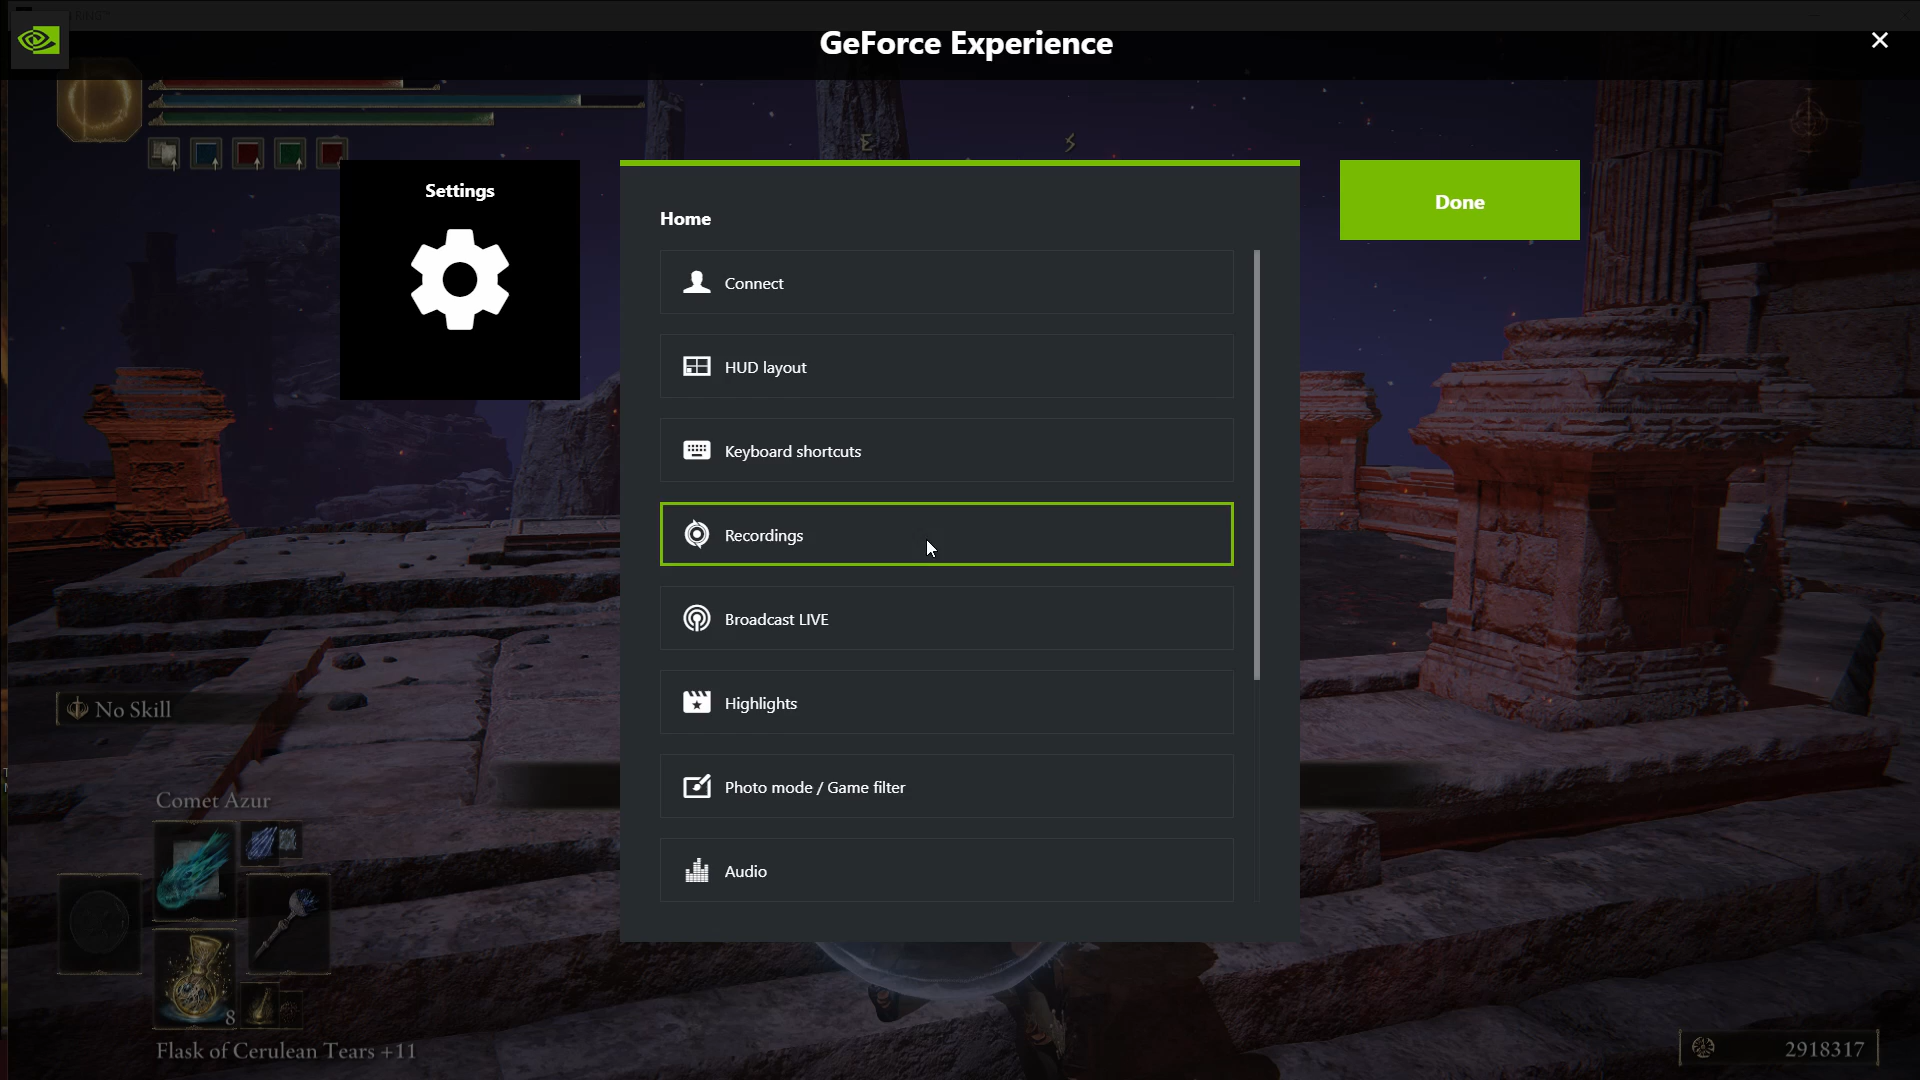 GeForce Experience
Settings
Home
Done
Connect
HUD layout
Keyboard shortcuts
Recordings
Broadcast LIVE
Highlights
Photo mode / Game filter
Audio
E
S
No Skill
Comet Azur
8
Flask of Cerulean Tears +11
2918317